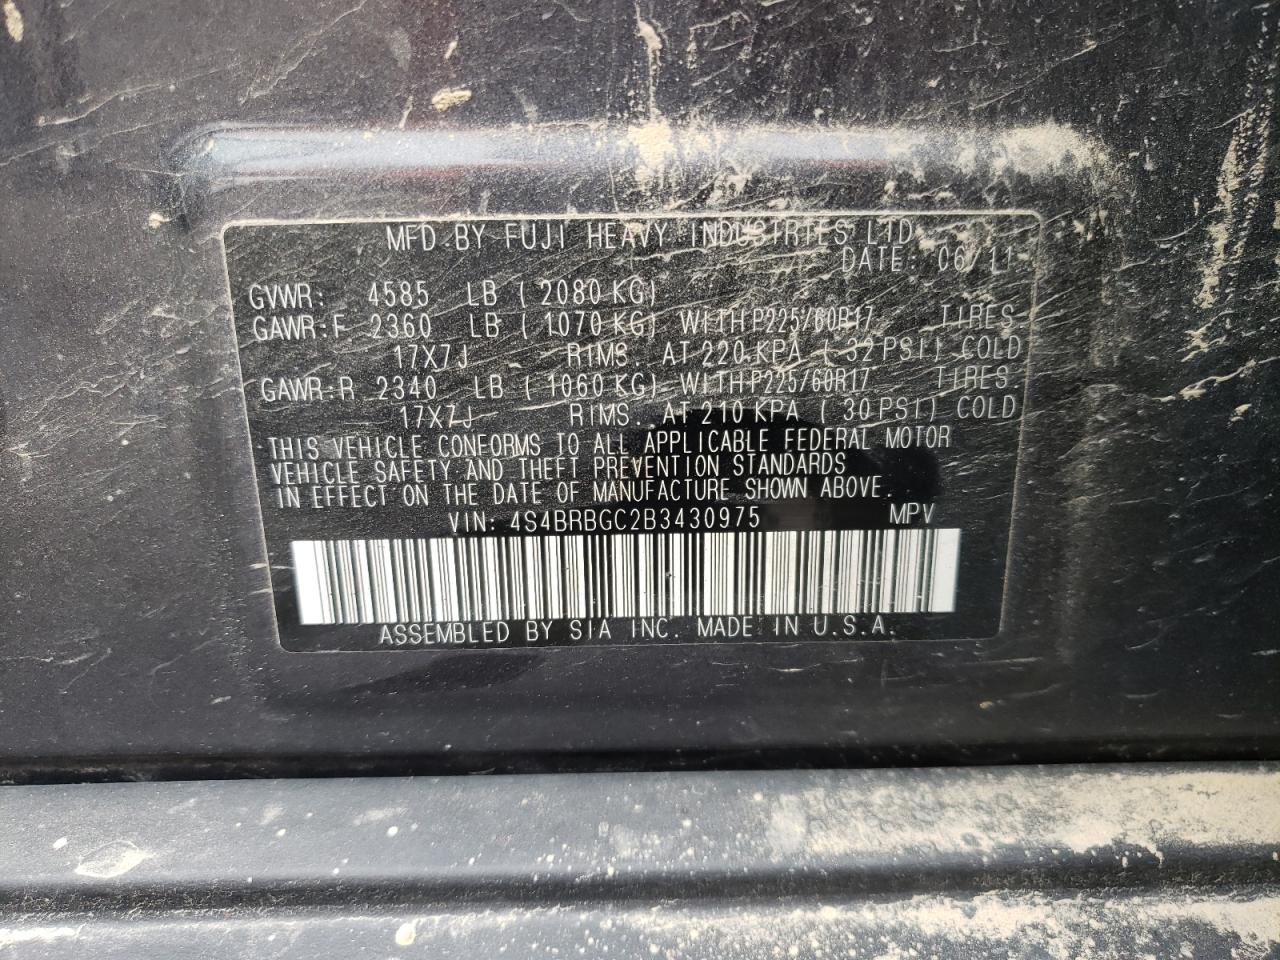 MFD.BY FUJI HEAVY INDUSTRIES LTD.
DATE: 06/11
GVWR: 4585 LB ( 2080 KG)
GAWR:F 2360 LB ( 1070 KG) WITH P225/60R17 TIRES.
17X7J RIMS. AT 220 KPA ( 32 PSI) COLD
GAWR:R 2340 LB ( 1060 KG) WITH P225/60R17 TIRES.
17X7J RIMS. AT 210 KPA ( 30 PSI) COLD
THIS VEHICLE CONFORMS TO ALL APPLICABLE FEDERAL MOTOR
VEHICLE SAFETY AND THEFT PREVENTION STANDARDS
IN EFFECT ON THE DATE OF MANUFACTURE SHOWN ABOVE.
VIN: 4S4BRBGC2B3430975 MPV
ASSEMBLED BY SIA INC. MADE IN U.S.A.